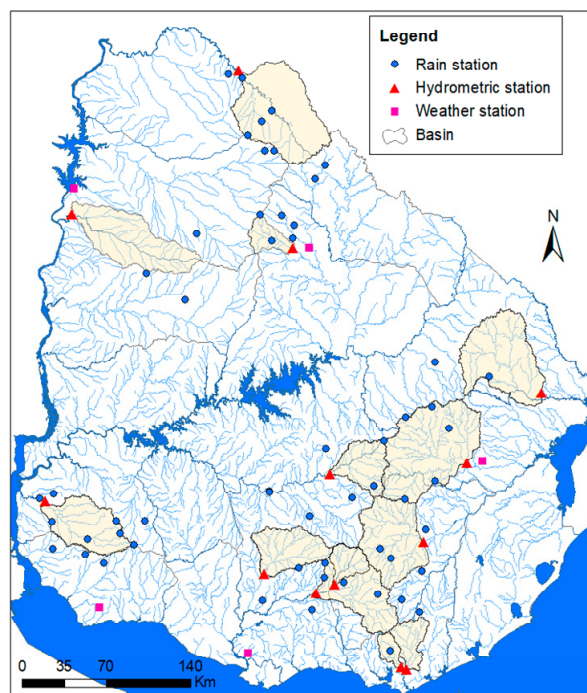 Legend
Rain station
Hydrometric station
Weather station
Basin
N
0 35 70 140
Km